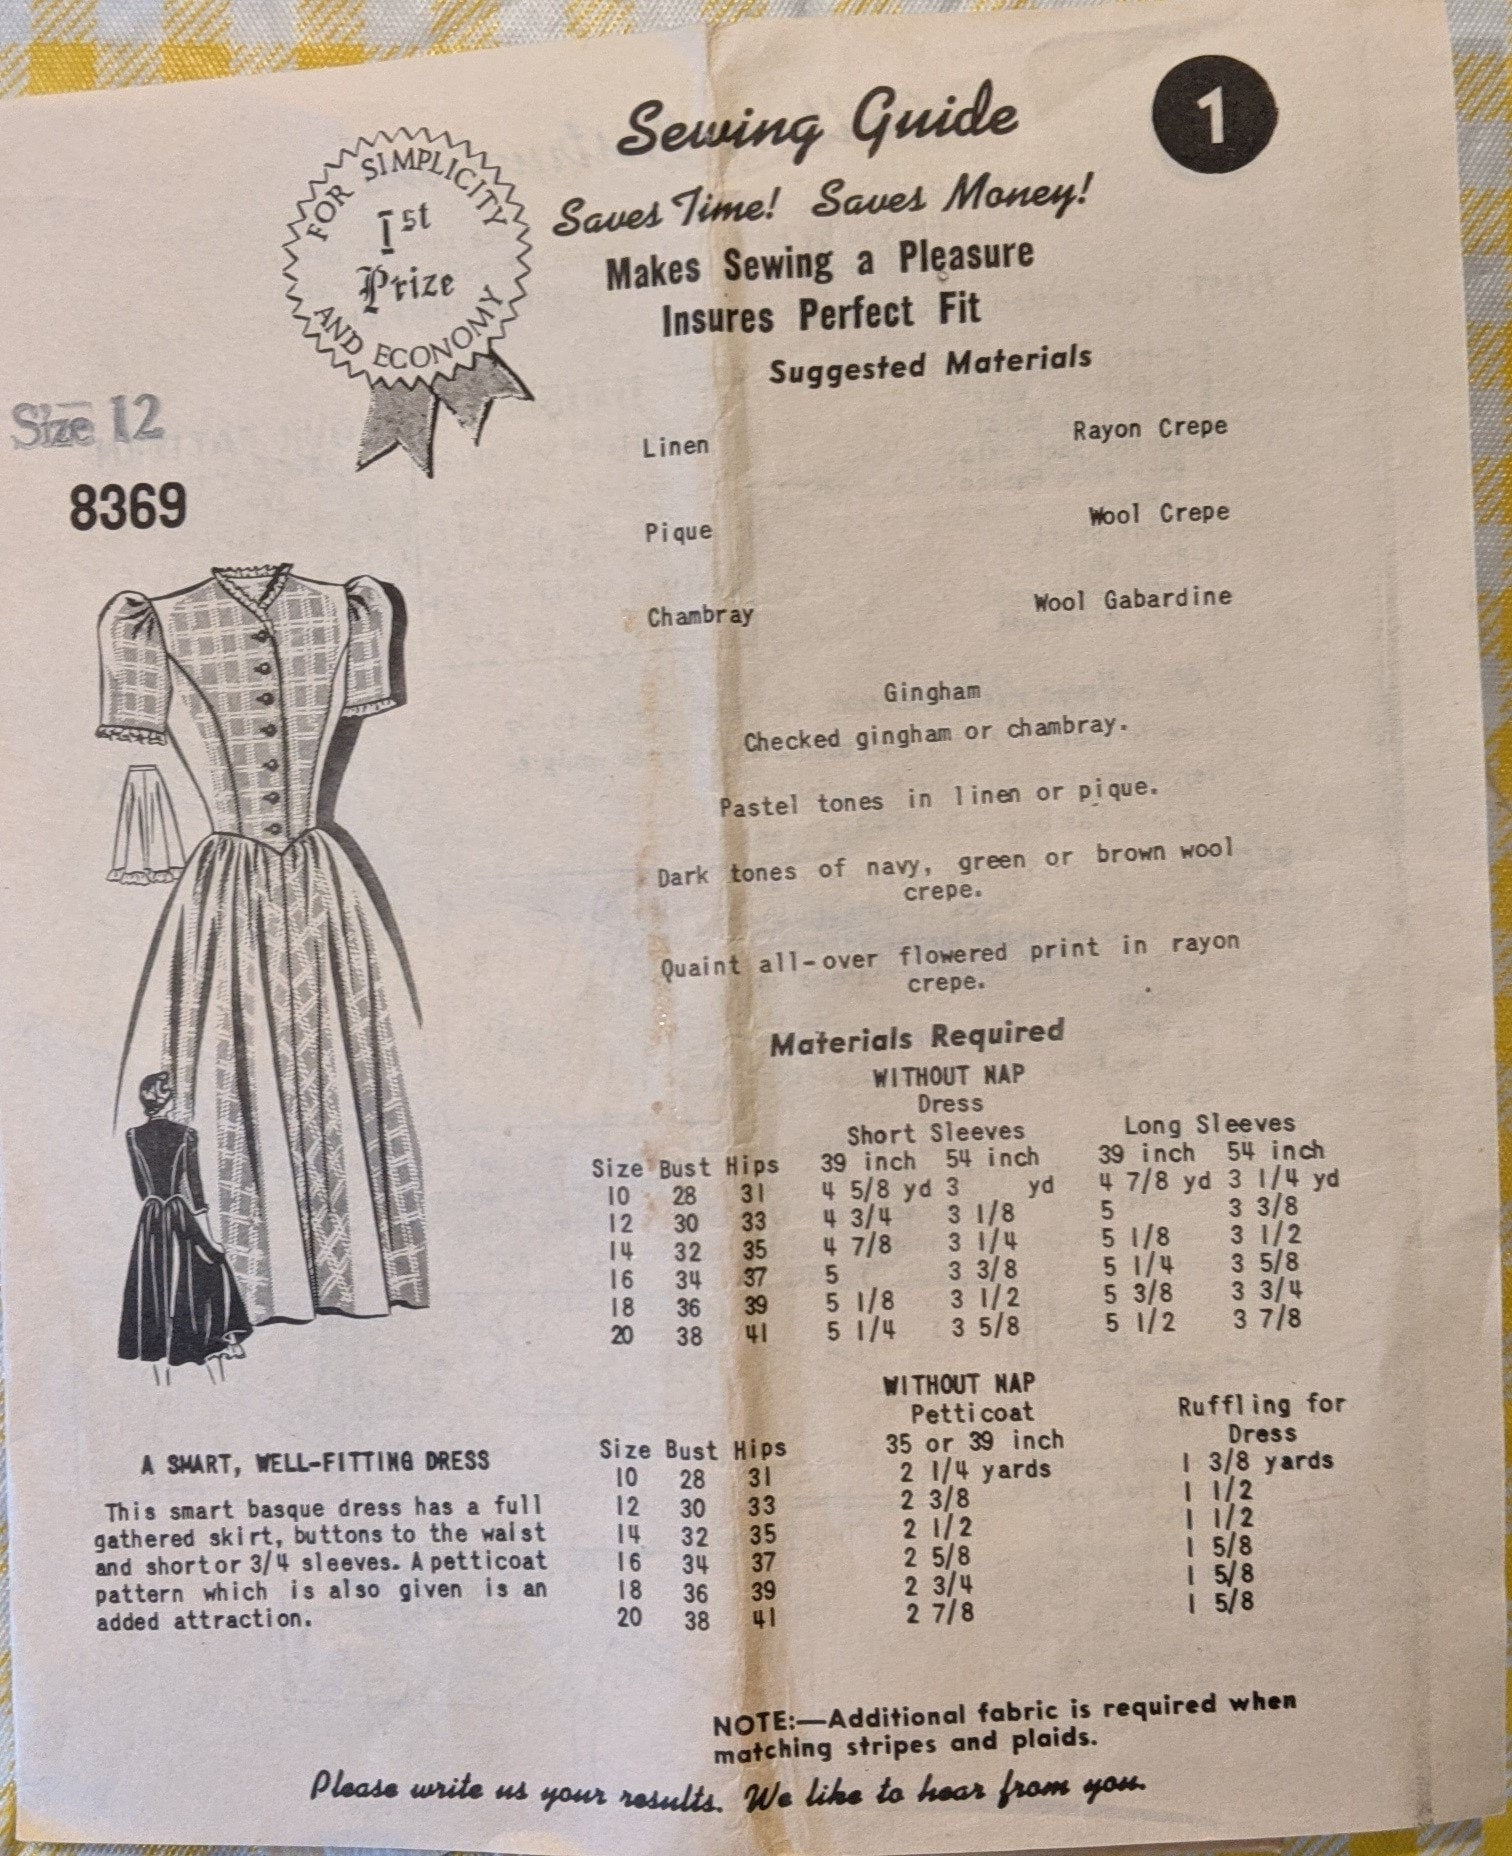 Sewing Guide
1
Saves Time! Saves Money!
Makes Sewing a Pleasure
Insures Perfect Fit
FOR SIMPLICITY
1st
Prize
AND ECONOMY
Size 12
8369
Suggested Materials
Linen Rayon Crepe
Pique Wool Crepe
Chambray Wool Gabardine
Gingham
Checked gingham or chambray.
Pastel tones in linen or pique.
Dark tones of navy, green or brown wool
crepe.
Quaint all-over flowered print in rayon
crepe.
Materials Required
WITHOUT NAP
Dress
Short Sleeves Long Sleeves
Size Bust Hips 39 inch 54 inch 39 inch 54 inch
10 28 31 4 5/8 yd 3 yd 4 7/8 yd 3 1/4 yd
12 30 33 4 3/4 3 1/8 5 3 3/8
14 32 35 4 7/8 3 1/4 5 1/8 3 1/2
16 34 37 5 3 3/8 5 1/4 3 5/8
18 36 39 5 1/8 3 1/2 5 3/8 3 3/4
20 38 41 5 1/4 3 5/8 5 1/2 3 7/8
WITHOUT NAP
Petticoat Ruffling for
Size Bust Hips 35 or 39 inch Dress
10 28 31 2 1/4 yards 1 3/8 yards
12 30 33 2 3/8 1 1/2
14 32 35 2 1/2 1 1/2
16 34 37 2 5/8 1 5/8
18 36 39 2 3/4 1 5/8
20 38 41 2 7/8 1 5/8
A SMART, WELL-FITTING DRESS
This smart basque dress has a full
gathered skirt, buttons to the waist
and short or 3/4 sleeves. A petticoat
pattern which is also given is an
added attraction.
NOTE:—Additional fabric is required when
matching stripes and plaids.
Please write us your results. We like to hear from you.